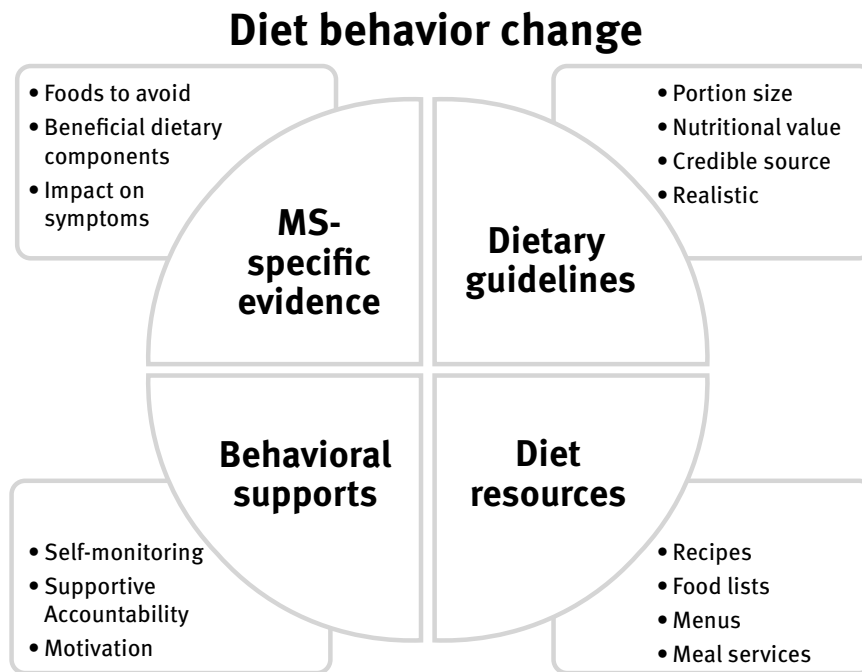 Diet behavior change
• Foods to avoid
• Beneficial dietary
components
• Impact on
symptoms
• Portion size
• Nutritional value
• Credible source
• Realistic
MS-
specific
evidence
Dietary
guidelines
Behavioral
supports
Diet
resources
• Self-monitoring
• Supportive
Accountability
• Motivation
• Recipes
• Food lists
• Menus
• Meal services